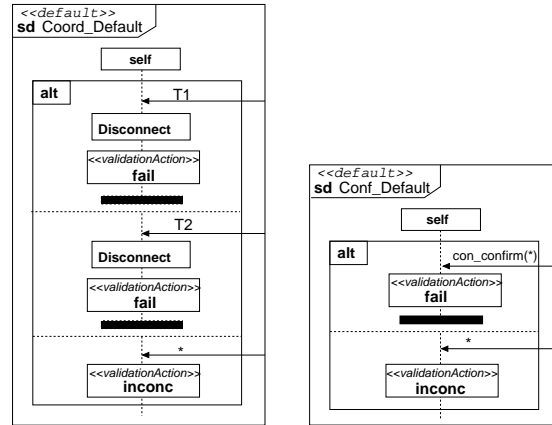 <<default>>
sd Coord_Default
self
alt
T1
Disconnect
<<validationAction>>
fail
T2
Disconnect
<<validationAction>>
fail
*
<<validationAction>>
inconc
<<default>>
sd Conf_Default
self
alt
con_confirm(*)
<<validationAction>>
fail
*
<<validationAction>>
inconc